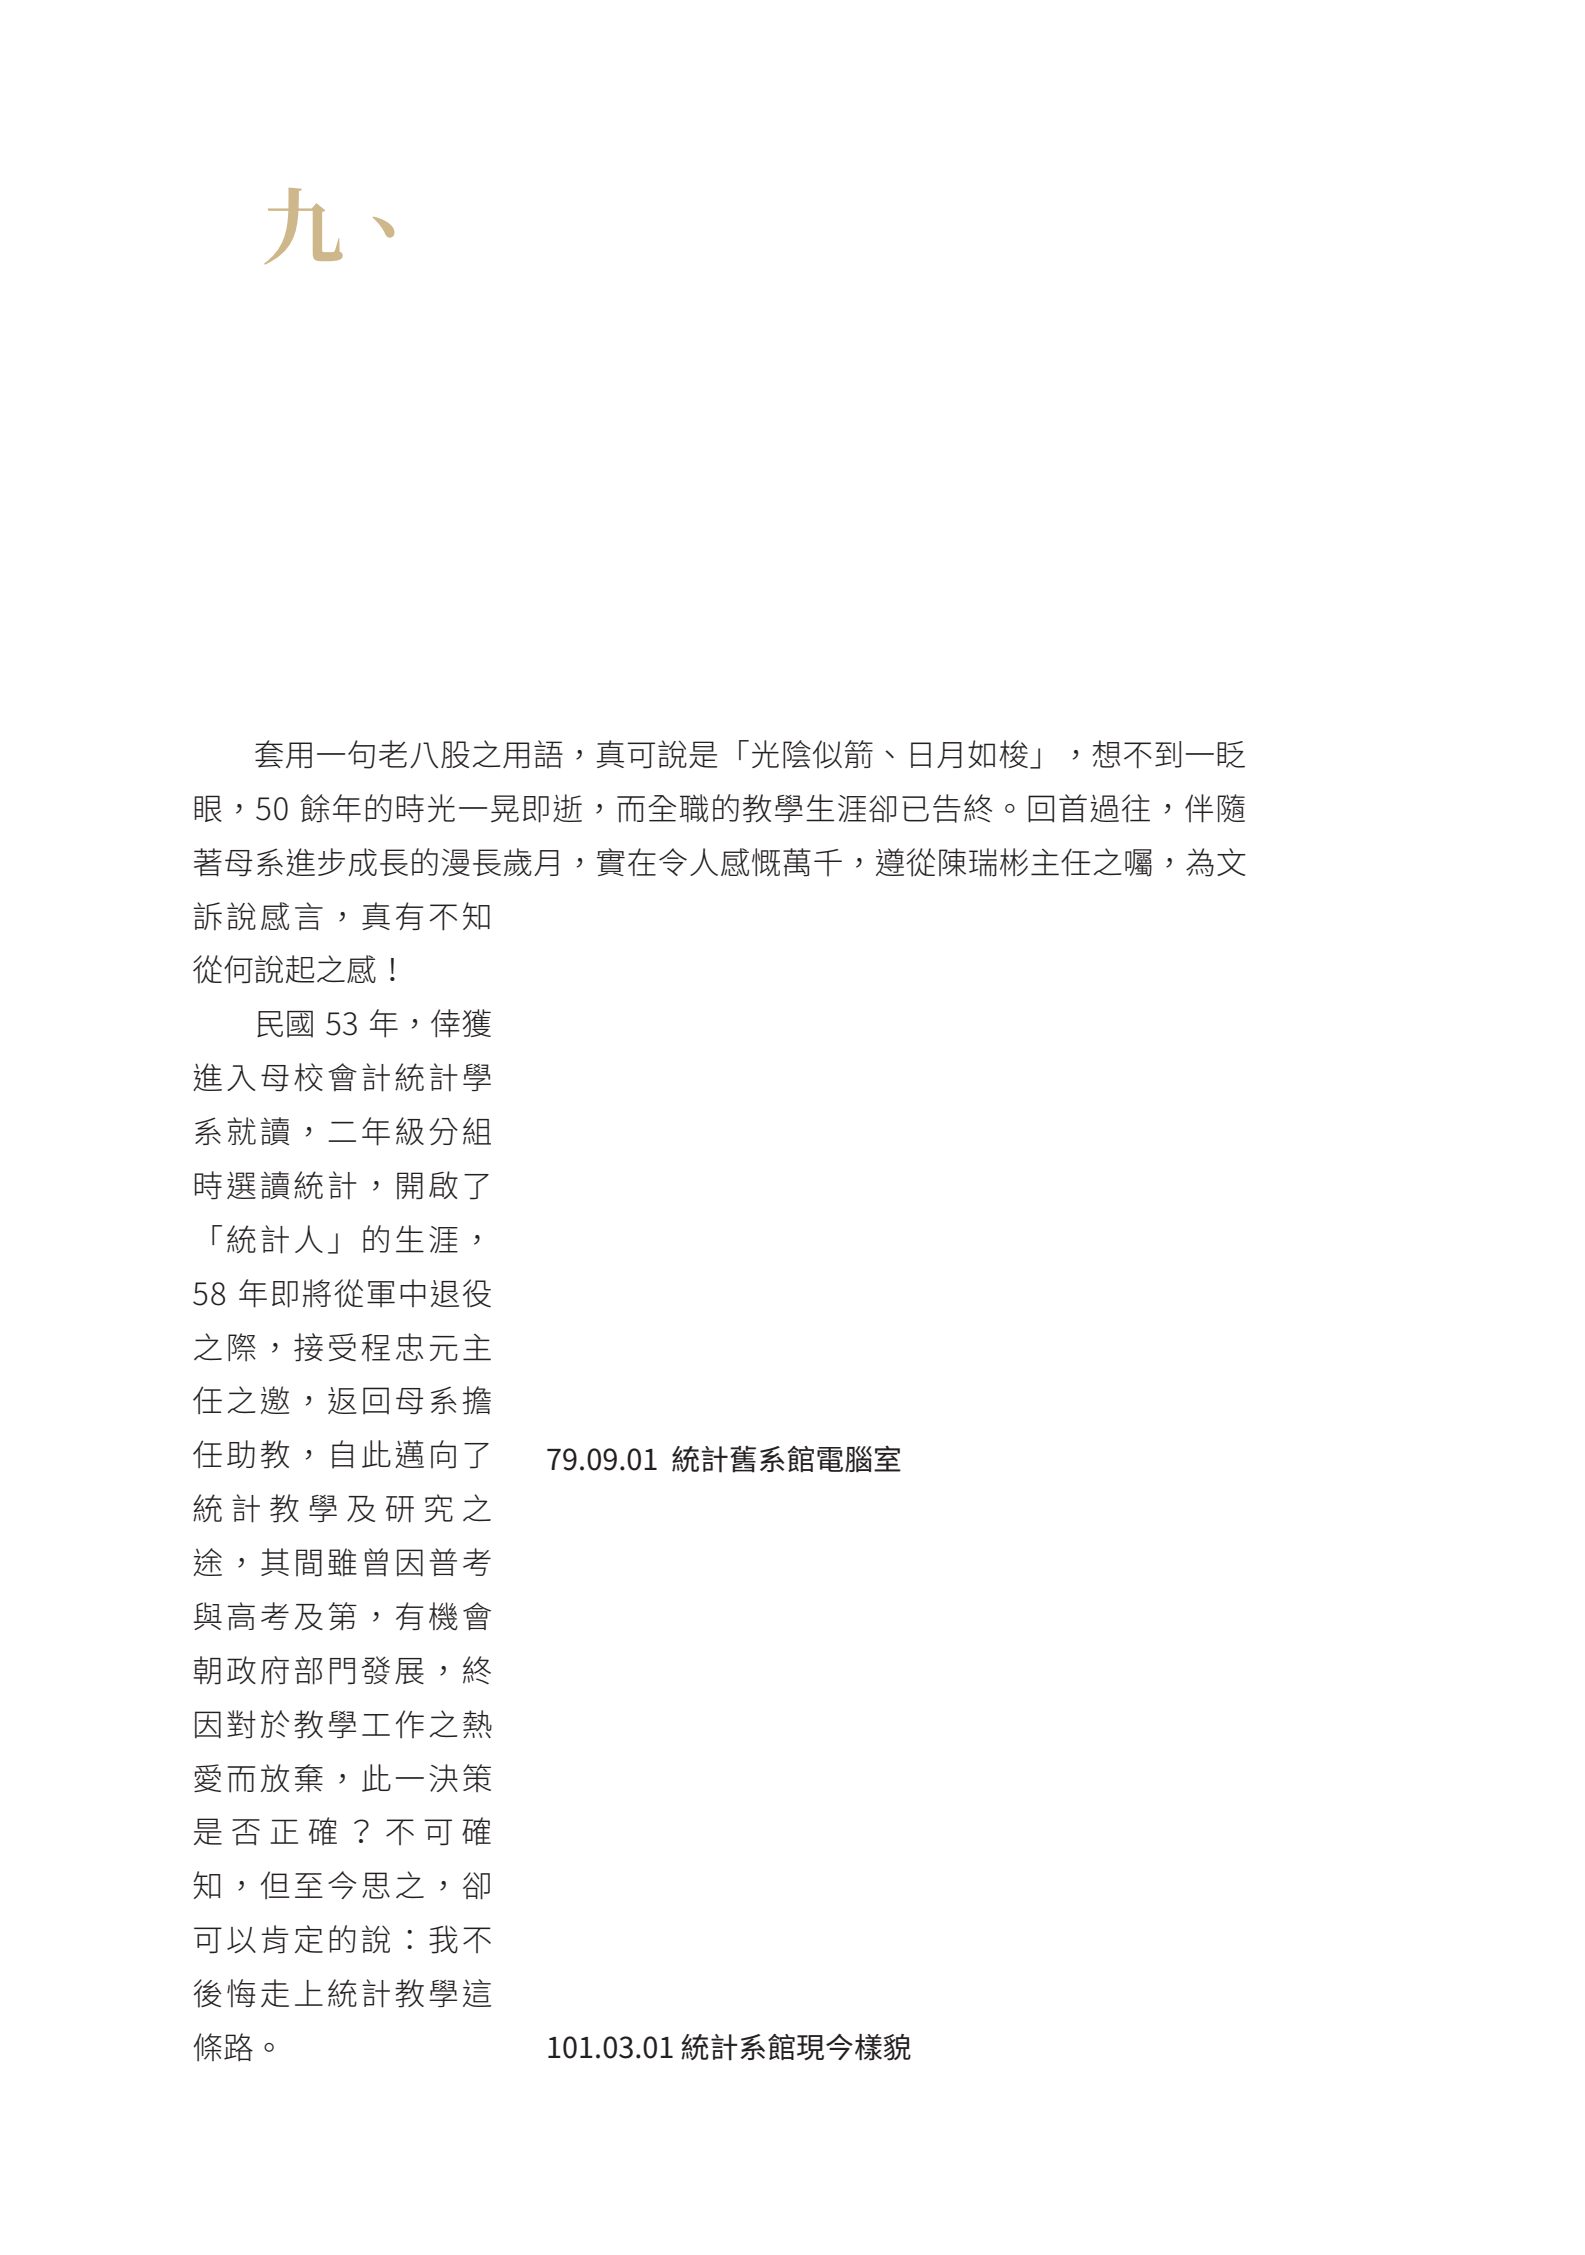 九、
套用一句老八股之用語，真可說是「光陰似箭、日月如梭」，想不到一眨
眼，50 餘年的時光一晃即逝，而全職的教學生涯卻已告終。回首過往，伴隨
著母系進步成長的漫長歲月，實在令人感慨萬千，遵從陳瑞彬主任之囑，為文
訴說感言，真有不知
從何說起之感！
民國 53 年，倖獲
進入母校會計統計學
系就讀，二年級分組
時選讀統計，開啟了
「統計人」的生涯，
58 年即將從軍中退役
之際，接受程忠元主
任之邀，返回母系擔
任助教，自此邁向了
統計教學及研究之
途，其間雖曾因普考
與高考及第，有機會
朝政府部門發展，終
因對於教學工作之熱
愛而放棄，此一決策
是否正確？不可確
知，但至今思之，卻
可以肯定的說：我不
後悔走上統計教學這
條路。
79.09.01 統計舊系館電腦室
101.03.01 統計系館現今樣貌